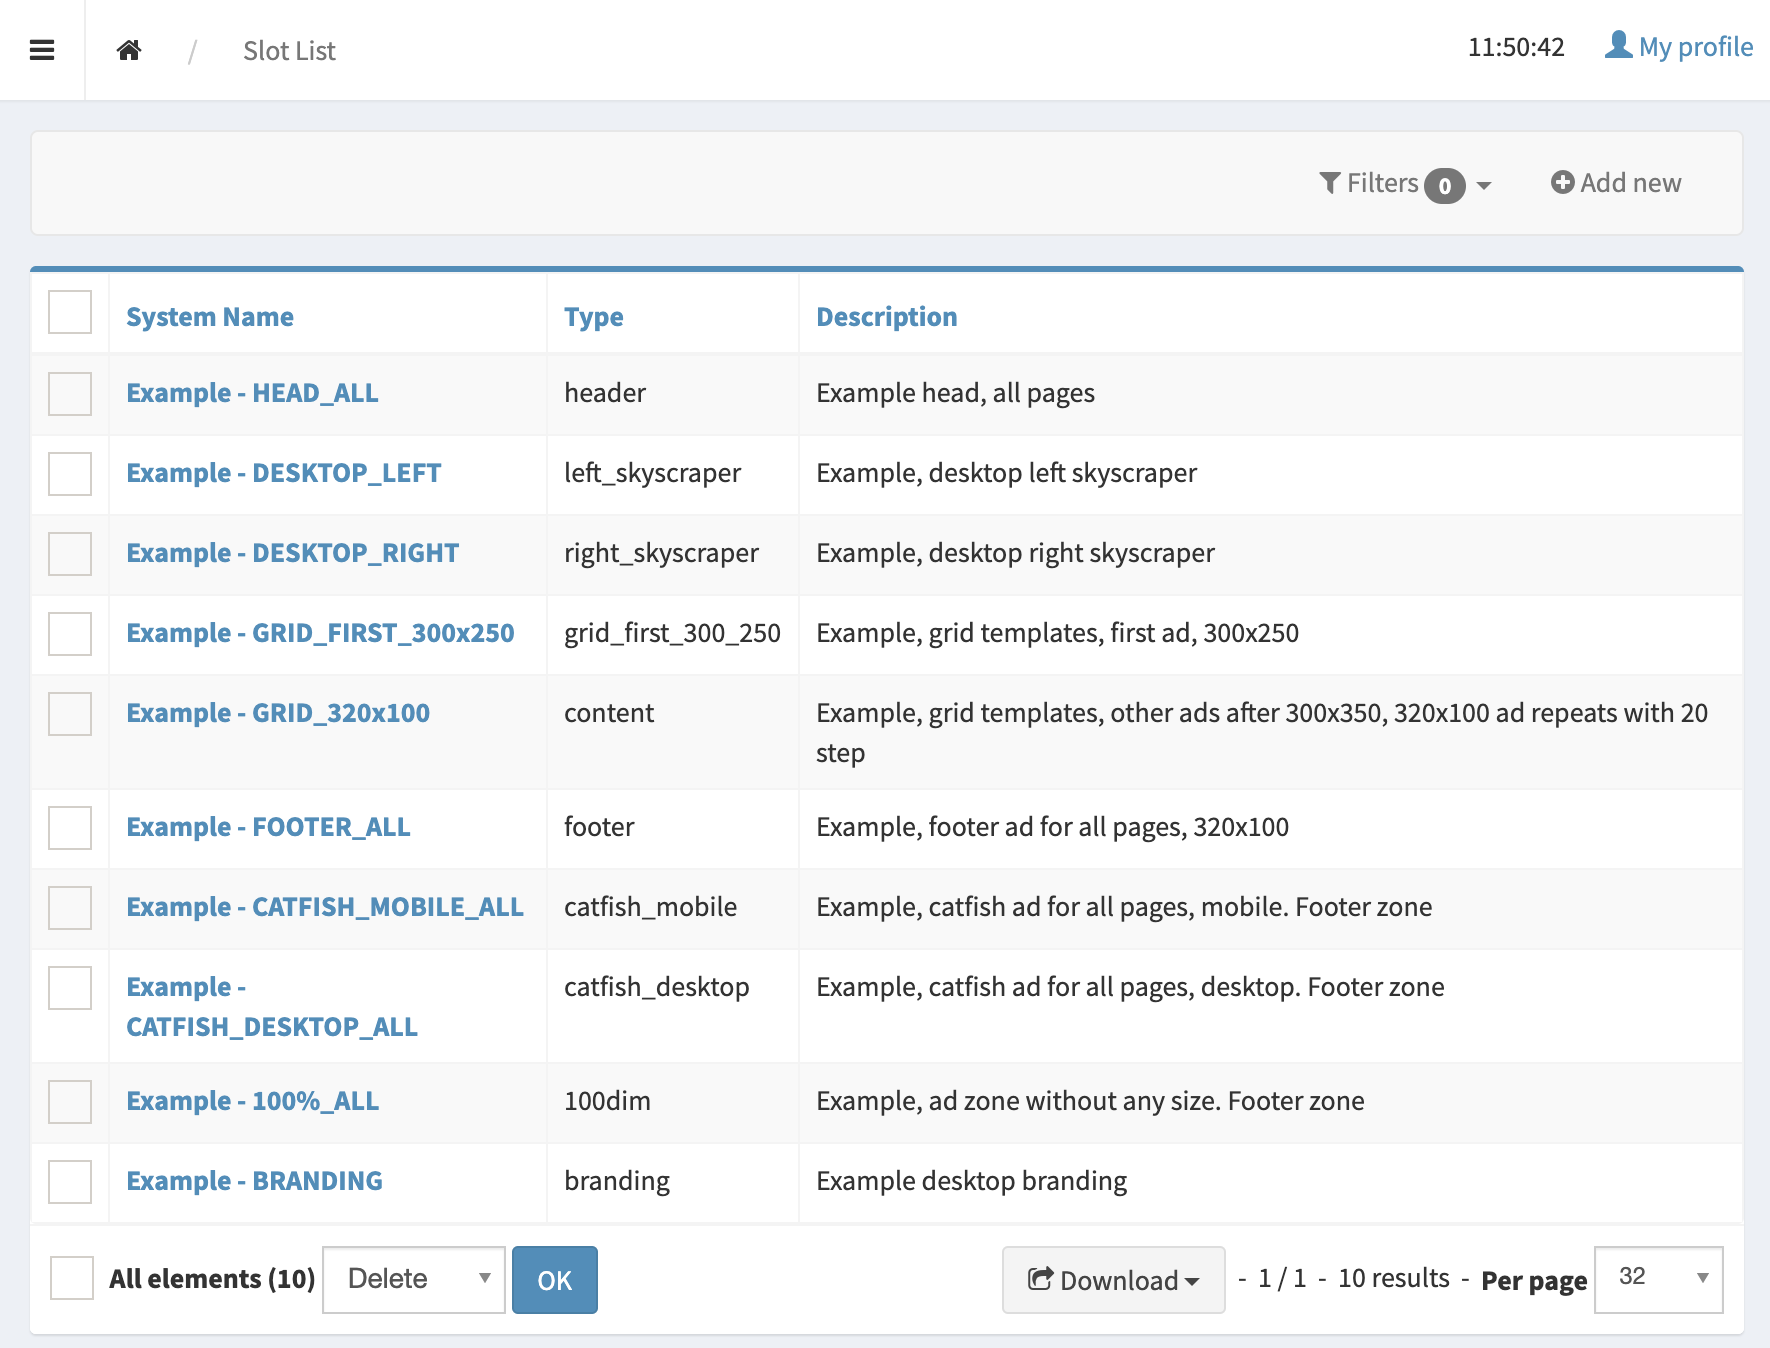 / Slot List 11:50:42 My profile
Filters 0 Add new
System Name Type Description
Example - HEAD_ALL header Example head, all pages
Example - DESKTOP_LEFT left_skyscraper Example, desktop left skyscraper
Example - DESKTOP_RIGHT right_skyscraper Example, desktop right skyscraper
Example - GRID_FIRST_300x250 grid_first_300_250 Example, grid templates, first ad, 300x250
Example - GRID_320x100 content Example, grid templates, other ads after 300x350, 320x100 ad repeats with 20
step
Example - FOOTER_ALL footer Example, footer ad for all pages, 320x100
Example - CATFISH_MOBILE_ALL catfish_mobile Example, catfish ad for all pages, mobile. Footer zone
Example - catfish_desktop Example, catfish ad for all pages, desktop. Footer zone
CATFISH_DESKTOP_ALL
Example - 100%_ALL 100dim Example, ad zone without any size. Footer zone
Example - BRANDING branding Example desktop branding
All elements (10) Delete OK Download - 1 / 1 - 10 results - Per page 32